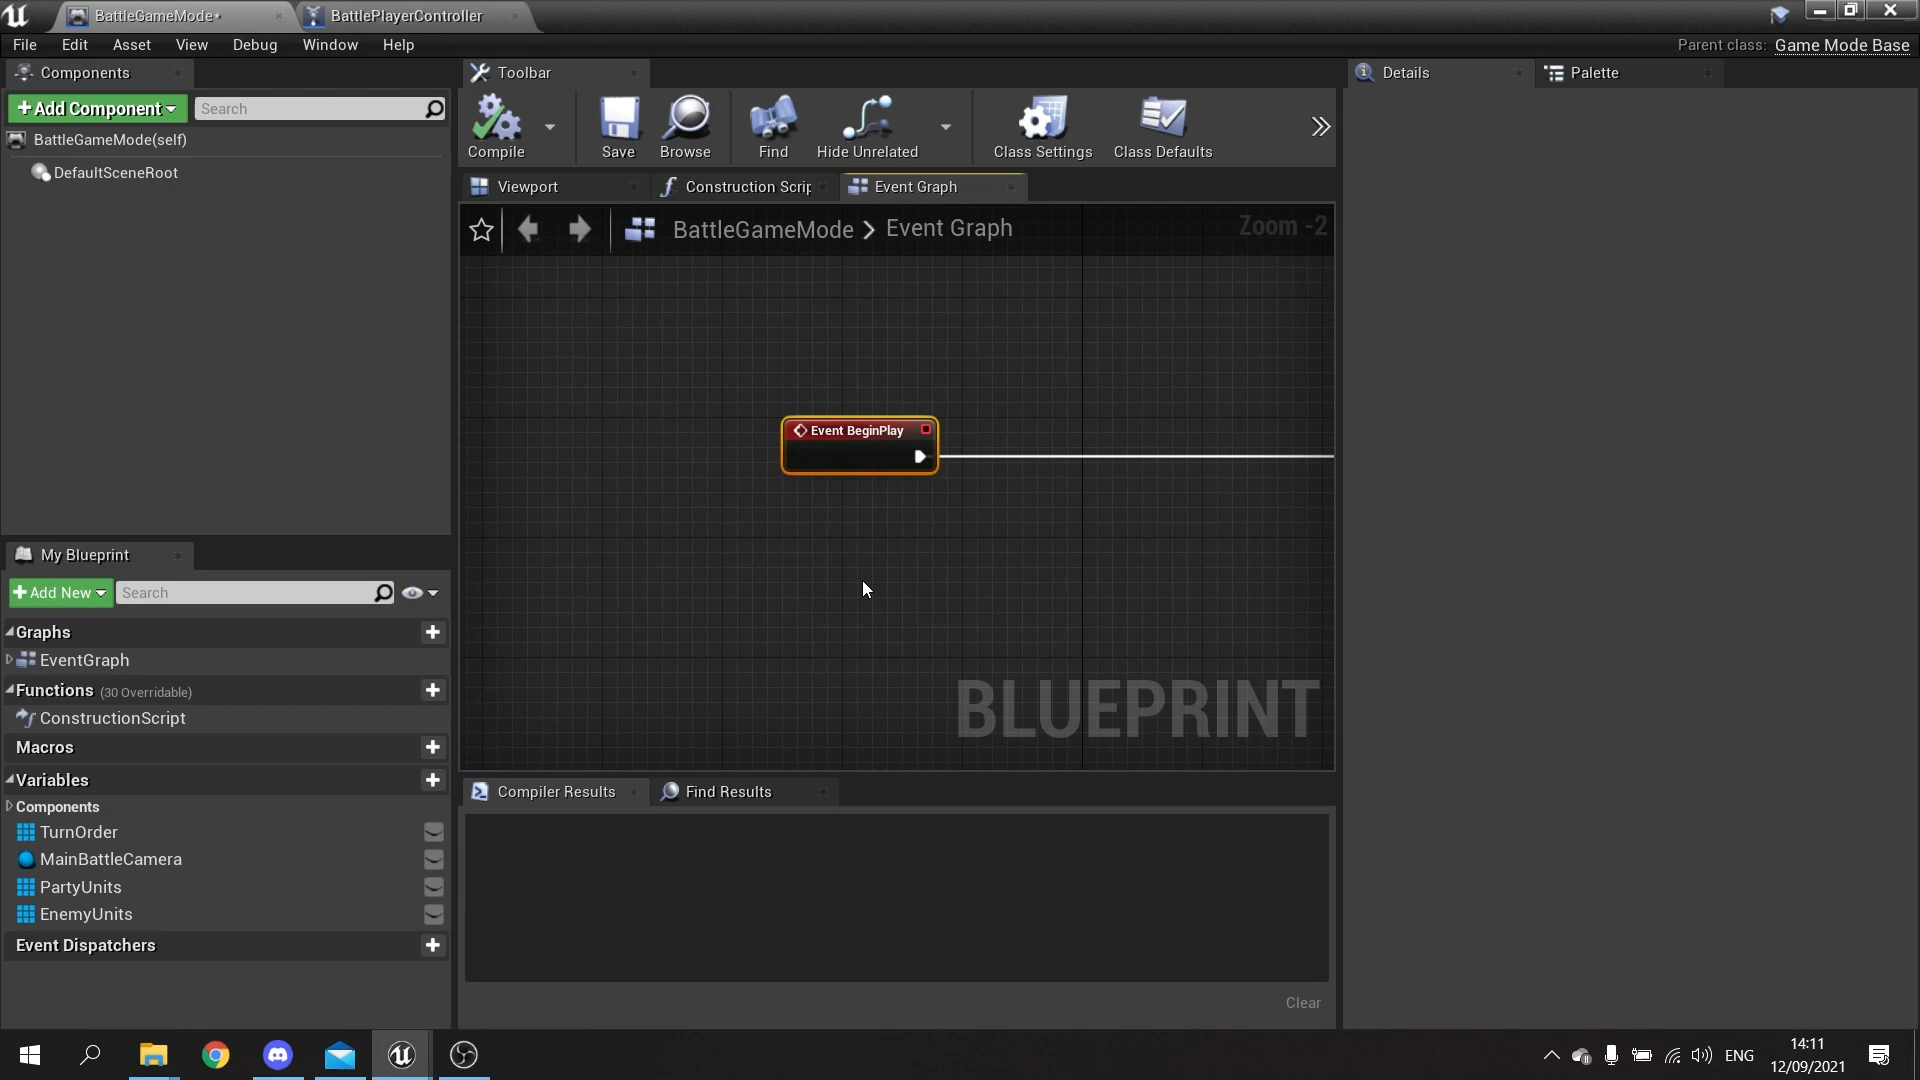 BattleGameMode*
BattlePlayerController
File Edit Asset View Debug Window Help
Parent class: Game Mode Base
Components
Toolbar
Details
Palette
Add Component
Search
BattleGameMode(self)
DefaultSceneRoot
Compile
Save
Browse
Find
Hide Unrelated
Class Settings
Class Defaults
Viewport
Construction Scrip
Event Graph
BattleGameMode > Event Graph
Zoom -2
Event BeginPlay
BLUEPRINT
My Blueprint
Add New
Search
Graphs
EventGraph
Functions (30 Overridable)
ConstructionScript
Macros
Variables
Components
TurnOrder
MainBattleCamera
PartyUnits
EnemyUnits
Event Dispatchers
Compiler Results
Find Results
Clear
ENG
14:11
12/09/2021